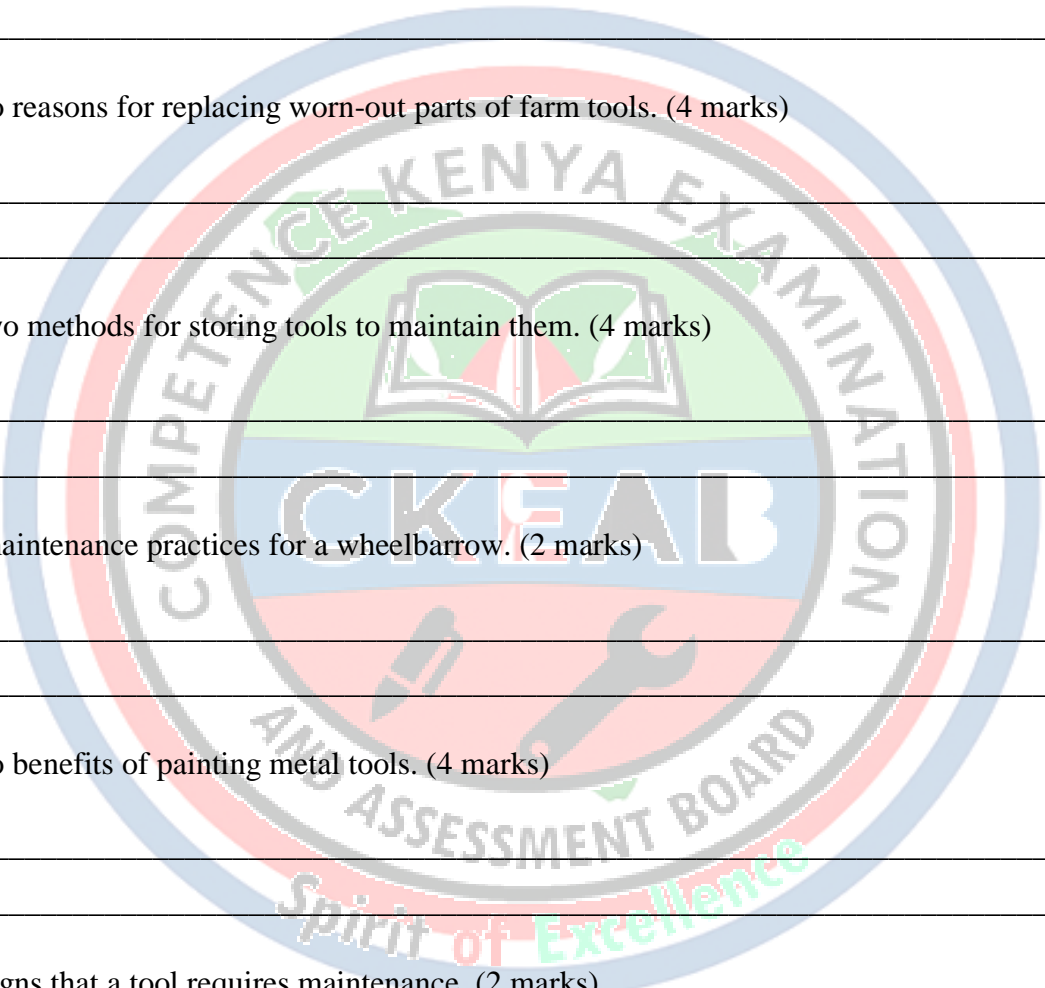 o reasons for replacing worn-out parts of farm tools. (4 marks)
wo methods for storing tools to maintain them. (4 marks)
aintenance practices for a wheelbarrow. (2 marks)
o benefits of painting metal tools. (4 marks)
gns that a tool requires maintenance. (2 marks)
COMPETENCE KENYA EXAMINATION
CKEAB
AND ASSESSMENT BOARD
Spirit of Excellence